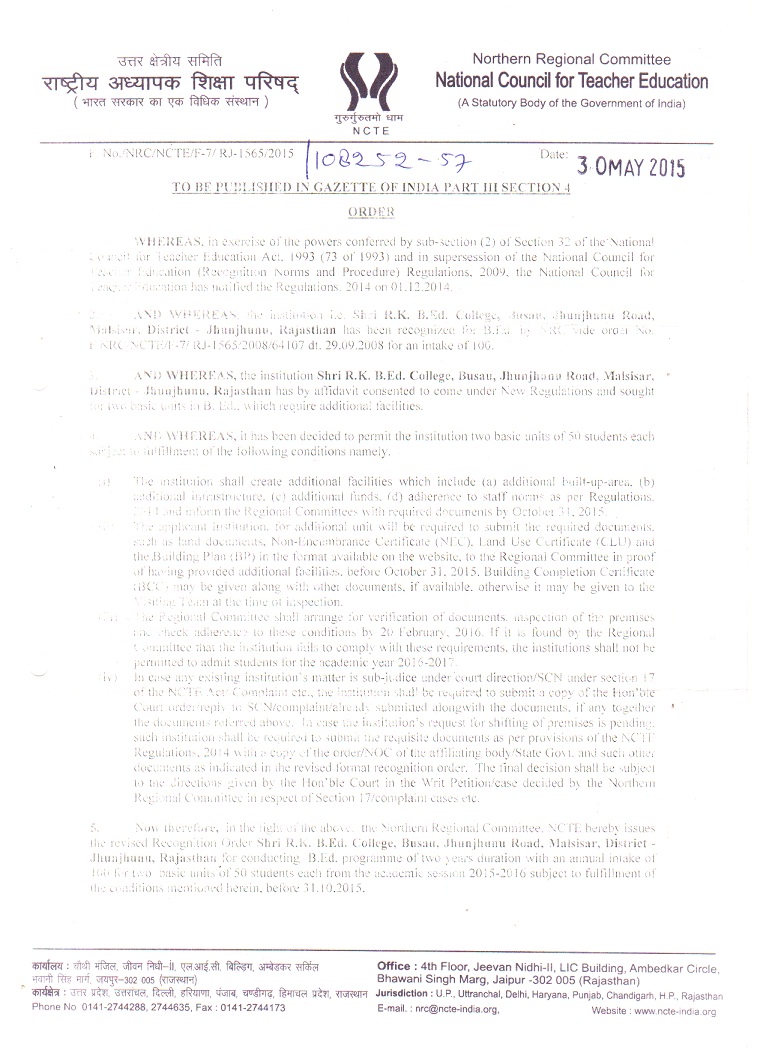 उत्तर क्षेत्रीय समिति
राष्ट्रीय अध्यापक शिक्षा परिषद्
( भारत सरकार का एक विधिक संस्थान )
गुरुर्गुरुतमो धाम
NCTE
Northern Regional Committee
National Council for Teacher Education
(A Statutory Body of the Government of India)
F. No./NRC/NCTE/F-7/ RJ-1565/2015
108252-57
Date:
30 MAY 2015
TO BE PUBLISHED IN GAZETTE OF INDIA PART III SECTION 4
ORDER
WHEREAS, in exercise of the powers conferred by sub-section (2) of Section 32 of the National
Council for Teacher Education Act, 1993 (73 of 1993) and in supersession of the National Council for
Teacher Education (Recognition Norms and Procedure) Regulations, 2009, the National Council for
Teacher Education has notified the Regulations, 2014 on 01.12.2014.
2. AND WHEREAS, the institution i.e. Shri R.K. B.Ed. College, Busau, Jhunjhunu Road,
Malsisar, District - Jhunjhunu, Rajasthan has been recognized for B.Ed. by NRC vide order No.
F.NRC/NCTE/F-7/ RJ-1565/2008/64107 dt. 29.09.2008 for an intake of 100.
3. AND WHEREAS, the institution Shri R.K. B.Ed. College, Busau, Jhunjhunu Road, Malsisar,
District - Jhunjhunu, Rajasthan has by affidavit consented to come under New Regulations and sought
for two basic units in B. Ed., which require additional facilities.
4. AND WHEREAS, it has been decided to permit the institution two basic units of 50 students each
subject to fulfillment of the following conditions namely.
(i) The institution shall create additional facilities which include (a) additional built-up-area, (b)
additional infrastructure, (c) additional funds, (d) adherence to staff norms as per Regulations,
2014 and inform the Regional Committees with required documents by October 31, 2015.
(ii) The applicant institution, for additional unit will be required to submit the required documents,
such as land documents, Non-Encumbrance Certificate (NEC), Land Use Certificate (CLU) and
the Building Plan (BP) in the format available on the website, to the Regional Committee in proof
of having provided additional facilities, before October 31, 2015. Building Completion Certificate
(BCC) may be given along with other documents, if available, otherwise it may be given to the
Visiting Team at the time of inspection.
(iii) The Regional Committee shall arrange for verification of documents, inspection of the premises
and check adherence to these conditions by 20 February, 2016. If it is found by the Regional
Committee that the institution fails to comply with these requirements, the institutions shall not be
permitted to admit students for the academic year 2016-2017.
(iv) In case any existing institution's matter is sub-judice under court direction/SCN under section 17
of the NCTE Act/ Complaint etc., the institution shall be required to submit a copy of the Hon'ble
Court order/reply to SCN/complaint/already submitted alongwith the documents, if any together
the documents referred above. In case the institution's request for shifting of premises is pending,
such institution shall be required to submit the requisite documents as per provisions of the NCTE
Regulations, 2014 with a copy of the order/NOC of the affiliating body/State Govt. and such other
documents as indicated in the revised formal recognition order. The final decision shall be subject
to the directions given by the Hon'ble Court in the Writ Petition/case decided by the Northern
Regional Committee in respect of Section 17/complaint cases etc.
5. Now therefore, in the light of the above, the Northern Regional Committee, NCTE hereby issues
the revised Recognition Order Shri R.K. B.Ed. College, Busau, Jhunjhunu Road, Malsisar, District -
Jhunjhunu, Rajasthan for conducting B.Ed. programme of two years duration with an annual intake of
100 for two basic units of 50 students each from the academic session 2015-2016 subject to fulfillment of
the conditions mentioned herein, before 31.10.2015.
कार्यालय : चौथी मंजिल, जीवन निधी–II, एल.आई.सी. बिल्डिंग, अम्बेडकर सर्किल
भवानी सिंह मार्ग, जयपुर–302 005 (राजस्थान)
कार्यक्षेत्र : उत्तर प्रदेश, उत्तराचल, दिल्ली, हरियाणा, पंजाब, चण्डीगढ़, हिमाचल प्रदेश, राजस्थान
Phone No 0141-2744288, 2744635, Fax : 0141-2744173
Office : 4th Floor, Jeevan Nidhi-II, LIC Building, Ambedkar Circle,
Bhawani Singh Marg, Jaipur -302 005 (Rajasthan)
Jurisdiction : U.P., Uttranchal, Delhi, Haryana, Punjab, Chandigarh, H.P., Rajasthan
E-mail. : nrc@ncte-india.org, Website : www.ncte-india.org